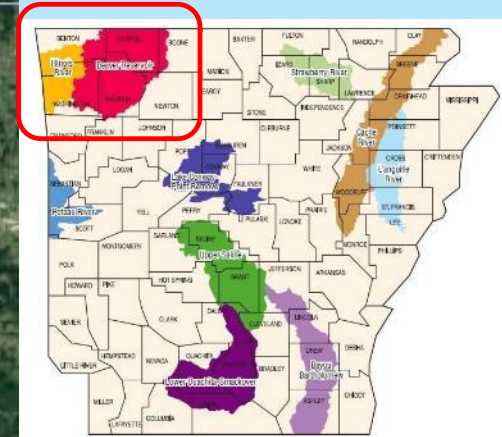 BENTON
CARROLL
BOONE
BAXTER
FULTON
RANDOLPH
CLAY
GREENE
Illinois
River
Beaver Reservoir
MARION
IZARD
SHARP
Strawberry River
LAWRENCE
CRAIGHEAD
MISSISSIPPI
WASHINGTON
MADISON
NEWTON
SEARCY
STONE
INDEPENDENCE
JACKSON
POINSETT
CRAWFORD
FRANKLIN
JOHNSON
POPE
VAN BUREN
CLEBURNE
Cache
River
CROSS
CRITTENDEN
L'anguille
River
LOGAN
CONWAY
Lake Conway
Point Remove
FAULKNER
WHITE
WOODRUFF
ST. FRANCIS
SEBASTIAN
Poteau River
YELL
PERRY
PULASKI
LONOKE
PRAIRIE
LEE
SCOTT
GARLAND
SALINE
MONROE
PHILLIPS
MONTGOMERY
Upper Saline
POLK
HOT SPRING
GRANT
JEFFERSON
ARKANSAS
HOWARD
PIKE
CLARK
DALLAS
CLEVELAND
LINCOLN
SEVIER
DREW
DESHA
HEMPSTEAD
NEVADA
OUACHITA
BRADLEY
Bayou
Bartholomew
LITTLE RIVER
Lower Ouachita-Smackover
MILLER
COLUMBIA
ASHLEY
CHICOT
LAFAYETTE